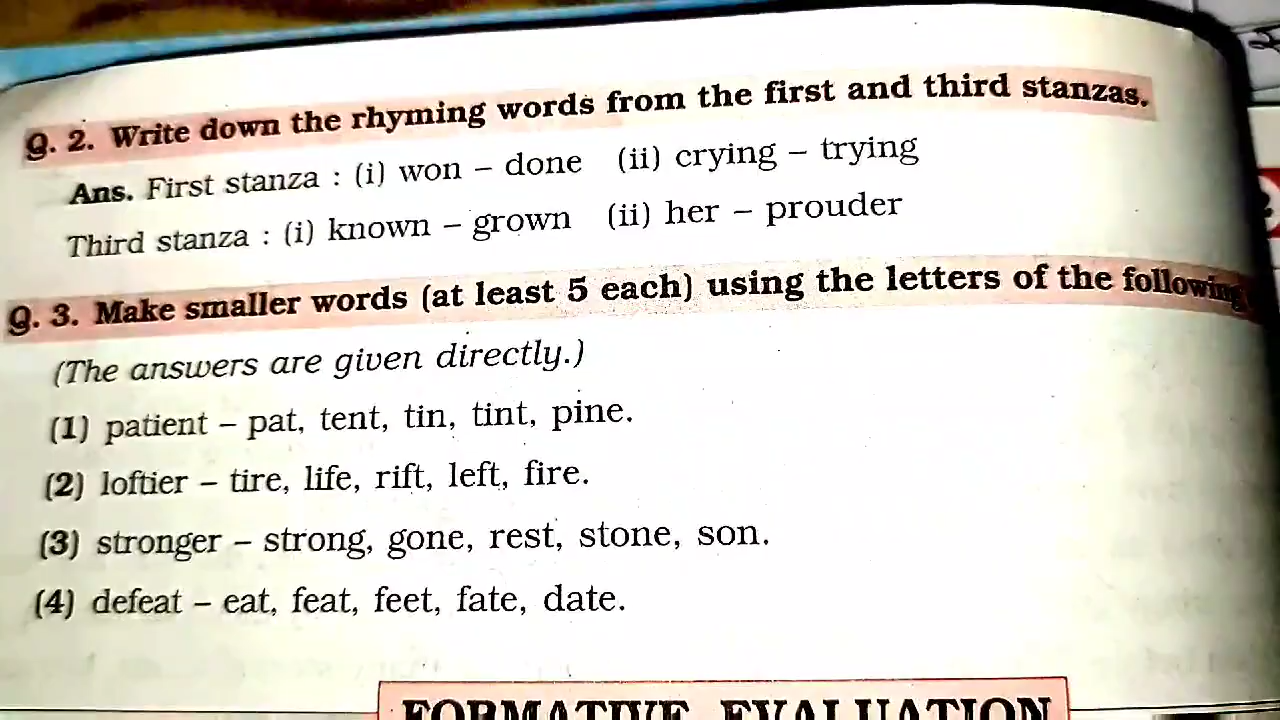 Q. 2. Write down the rhyming words from the first and third stanzas.
Ans. First stanza : (i) won – done (ii) crying – trying
Third stanza : (i) known – grown (ii) her – prouder
Q. 3. Make smaller words (at least 5 each) using the letters of the following
(The answers are given directly.)
(1) patient – pat, tent, tin, tint, pine.
(2) loftier – tire, life, rift, left, fire.
(3) stronger – strong, gone, rest, stone, son.
(4) defeat – eat, feat, feet, fate, date.
FORMATIVE EVALUATION